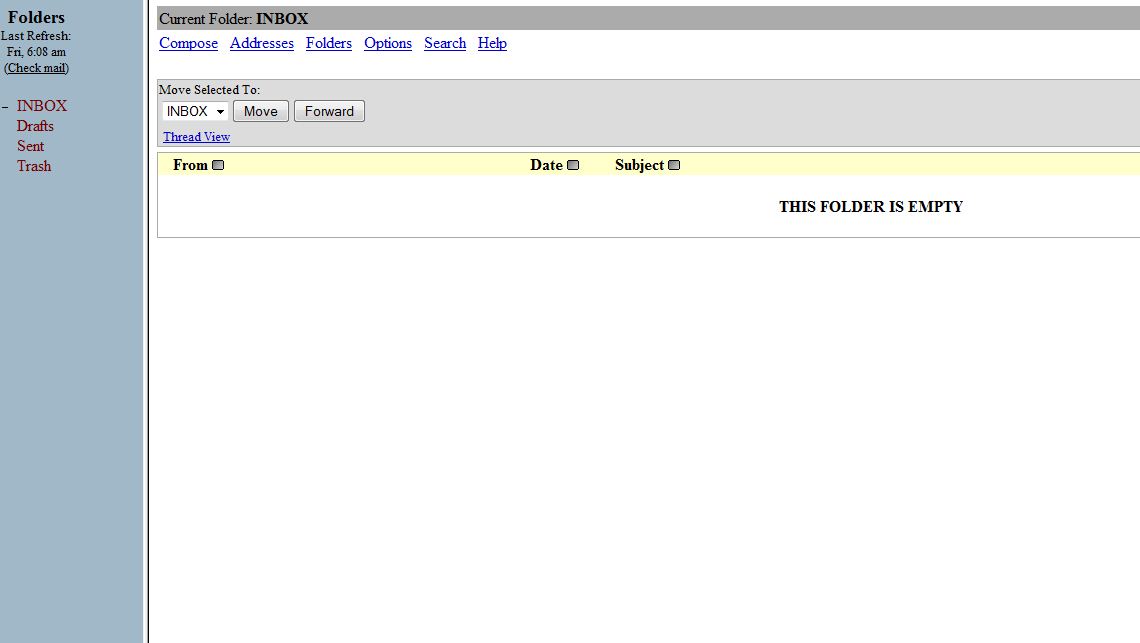 Folders
Last Refresh:
Fri, 6:08 am
(Check mail)
– INBOX
Drafts
Sent
Trash
Current Folder: INBOX
Compose Addresses Folders Options Search Help
Move Selected To:
INBOX Move Forward
Thread View
From Date Subject
THIS FOLDER IS EMPTY